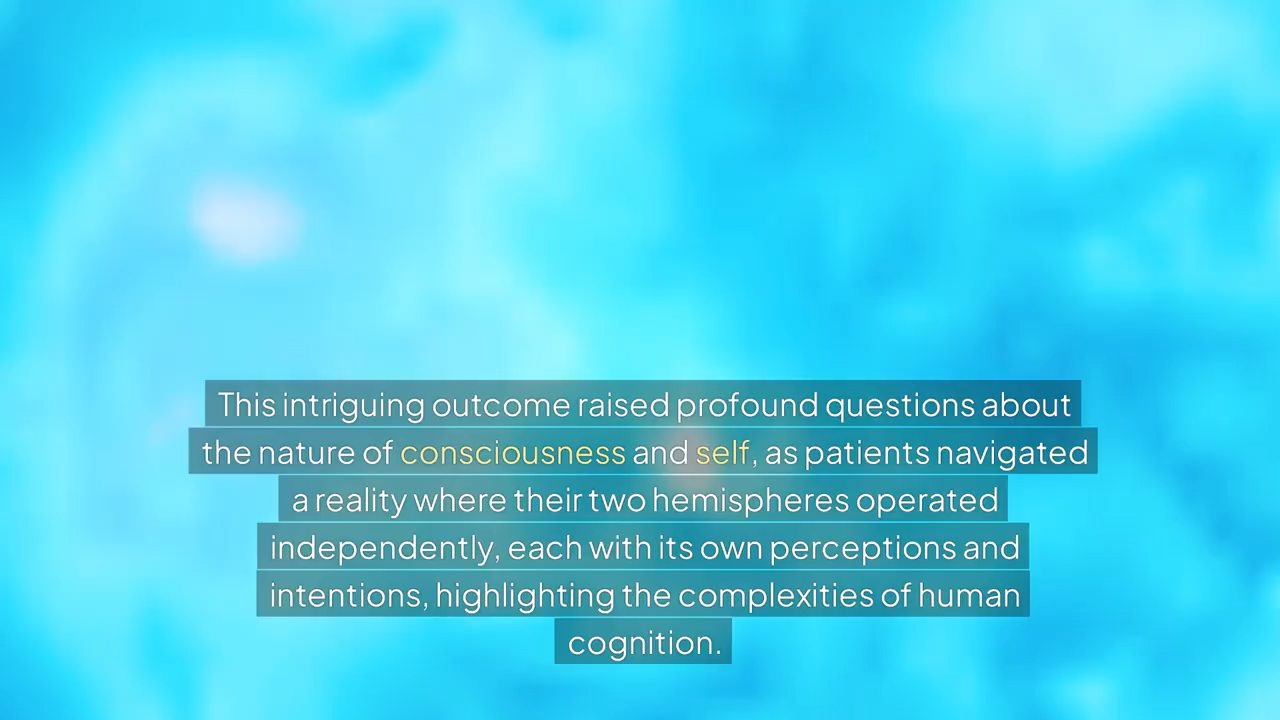 This intriguing outcome raised profound questions about
the nature of consciousness and self, as patients navigated
a reality where their two hemispheres operated
independently, each with its own perceptions and
intentions, highlighting the complexities of human
cognition.